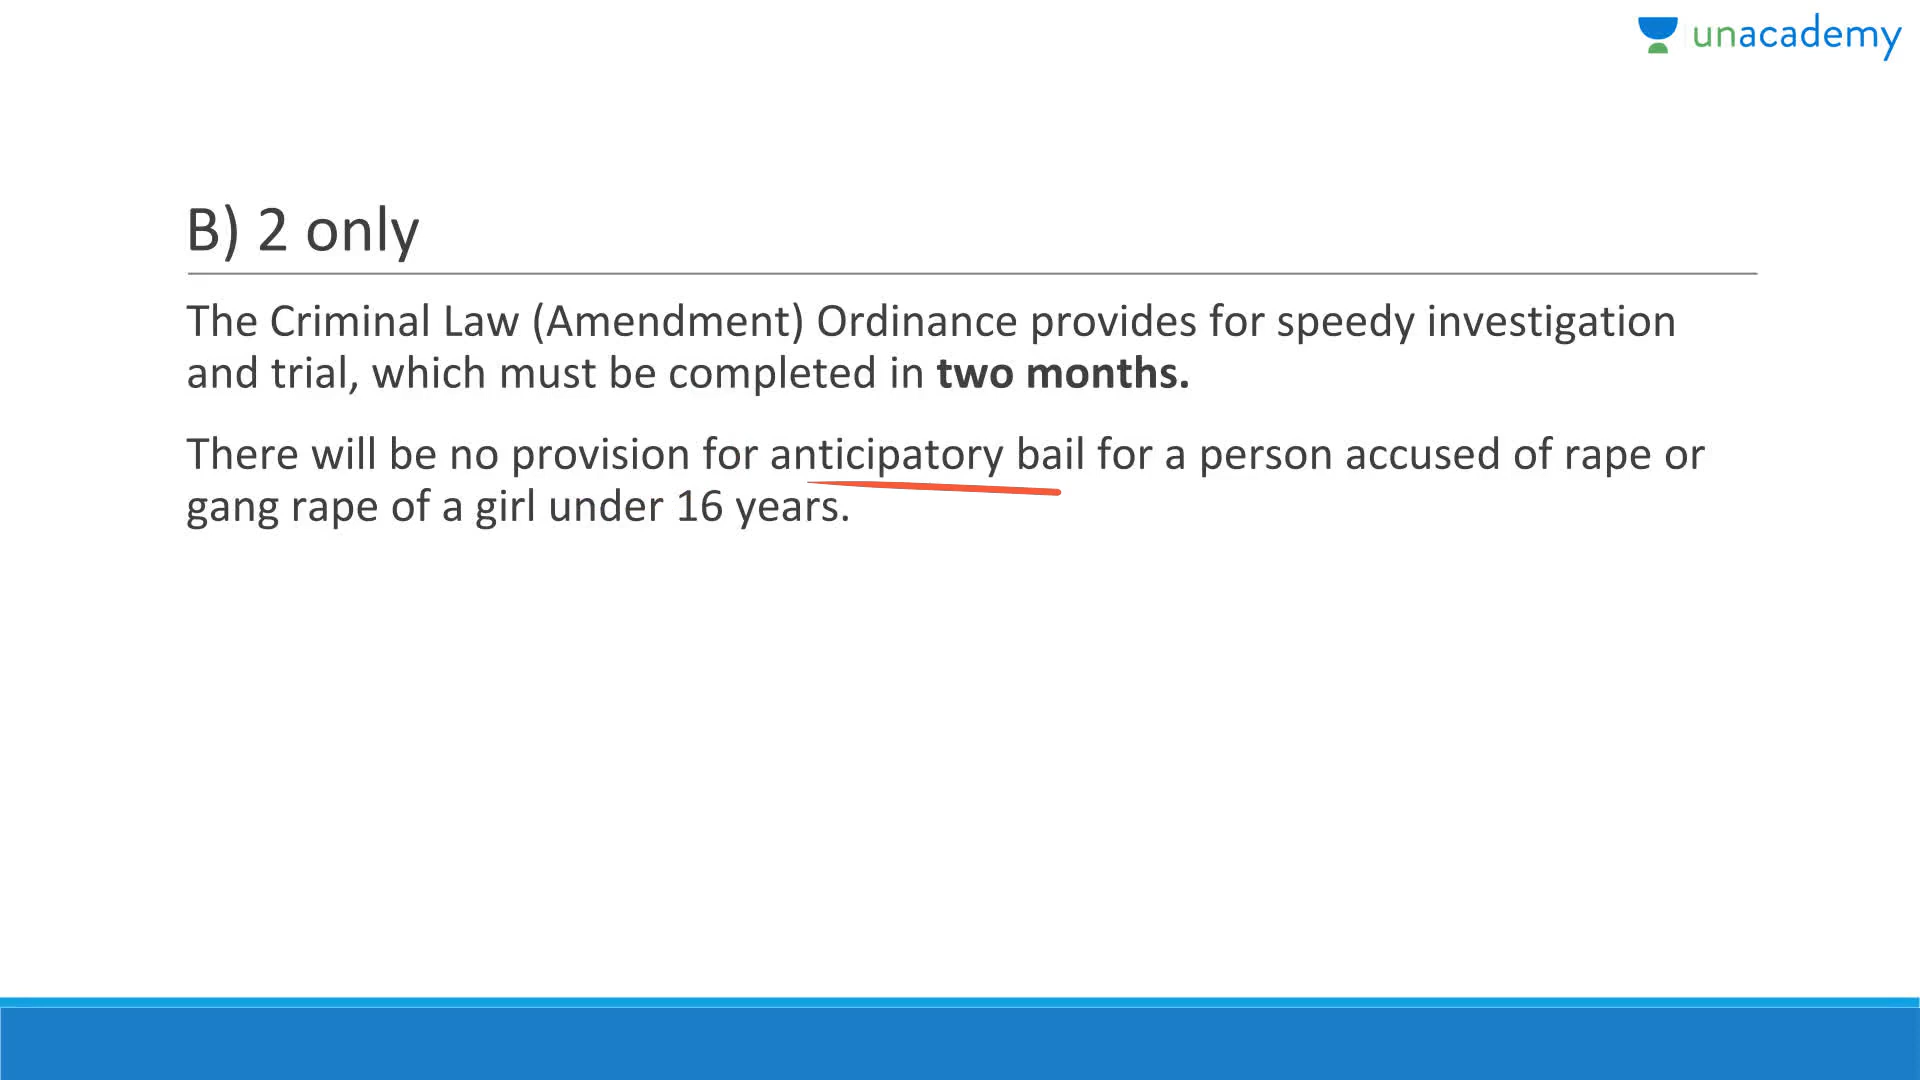 unacademy
B) 2 only
The Criminal Law (Amendment) Ordinance provides for speedy investigation
and trial, which must be completed in two months.
There will be no provision for anticipatory bail for a person accused of rape or
gang rape of a girl under 16 years.